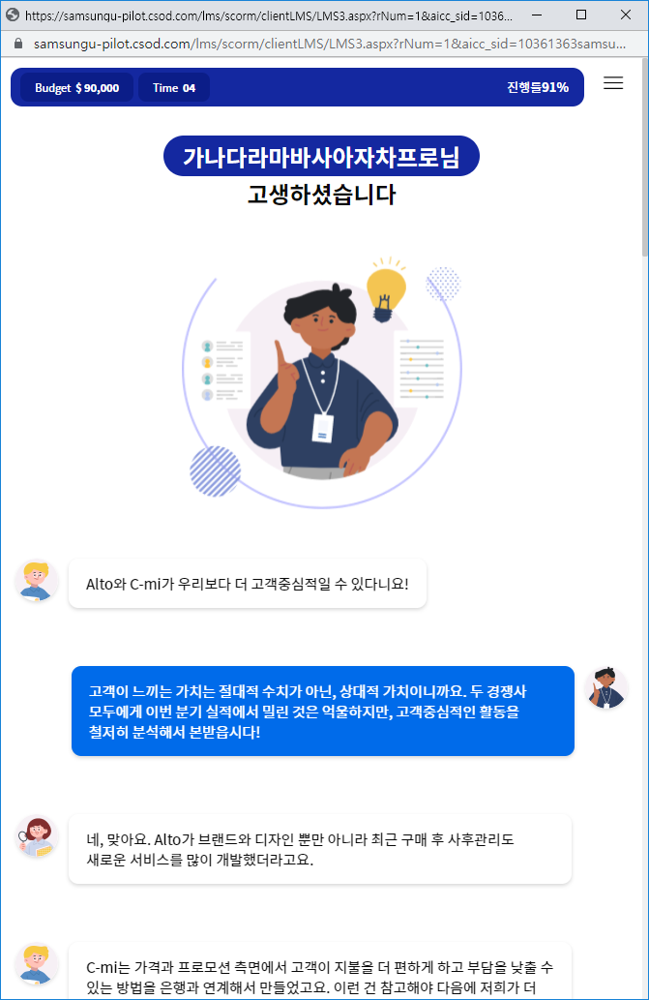 https://samsungu-pilot.csod.com/lms/scorm/clientLMS/LMS3.aspx?rNum=1&aicc_sid=1036...
samsungu-pilot.csod.com/lms/scorm/clientLMS/LMS3.aspx?rNum=1&aicc_sid=10361363samsu...
Budget $ 90,000 Time 04 진행률91%
가나다라마바사아자차프로님
고생하셨습니다
Alto와 C-mi가 우리보다 더 고객중심적일 수 있다니요!
고객이 느끼는 가치는 절대적 수치가 아닌, 상대적 가치이니까요. 두 경쟁사
모두에게 이번 분기 실적에서 밀린 것은 억울하지만, 고객중심적인 활동을
철저히 분석해서 본받읍시다!
네, 맞아요. Alto가 브랜드와 디자인 뿐만 아니라 최근 구매 후 사후관리도
새로운 서비스를 많이 개발했더라고요.
C-mi는 가격과 프로모션 측면에서 고객이 지불을 더 편하게 하고 부담을 낮출 수
있는 방법을 은행과 연계해서 만들었고요. 이런 건 참고해야 다음에 저희가 더